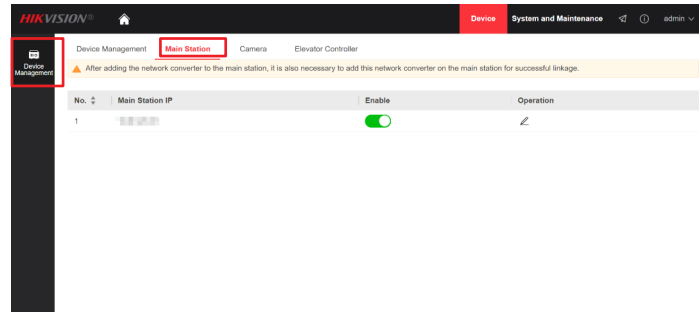 HIKVISION® Device System and Maintenance admin
Device Management
Device Management Main Station Camera Elevator Controller
After adding the network converter to the main station, it is also necessary to add this network converter on the main station for successful linkage.
No. Main Station IP Enable Operation
1